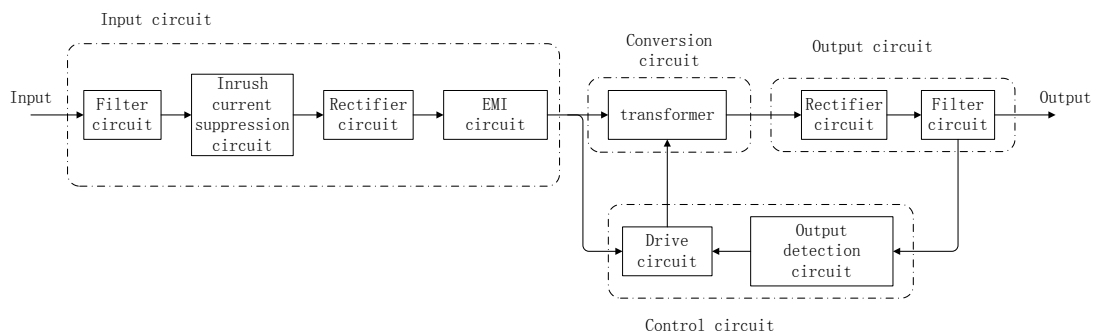 Input circuit
Input
Filter
circuit
Inrush
current
suppression
circuit
Rectifier
circuit
EMI
circuit
Conversion
circuit
transformer
Output circuit
Rectifier
circuit
Filter
circuit
Output
Drive
circuit
Output
detection
circuit
Control circuit